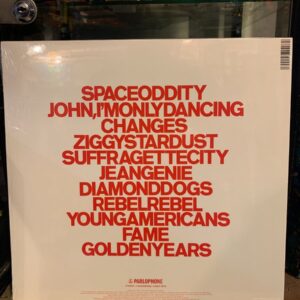 SPACEODDITY
JOHN,I'MONLYDANCING
CHANGES
ZIGGYSTARDUST
SUFFRAGETTECITY
JEANGENIE
DIAMONDDOGS
REBELREBEL
YOUNGAMERICANS
FAME
GOLDENYEARS
PARLOPHONE